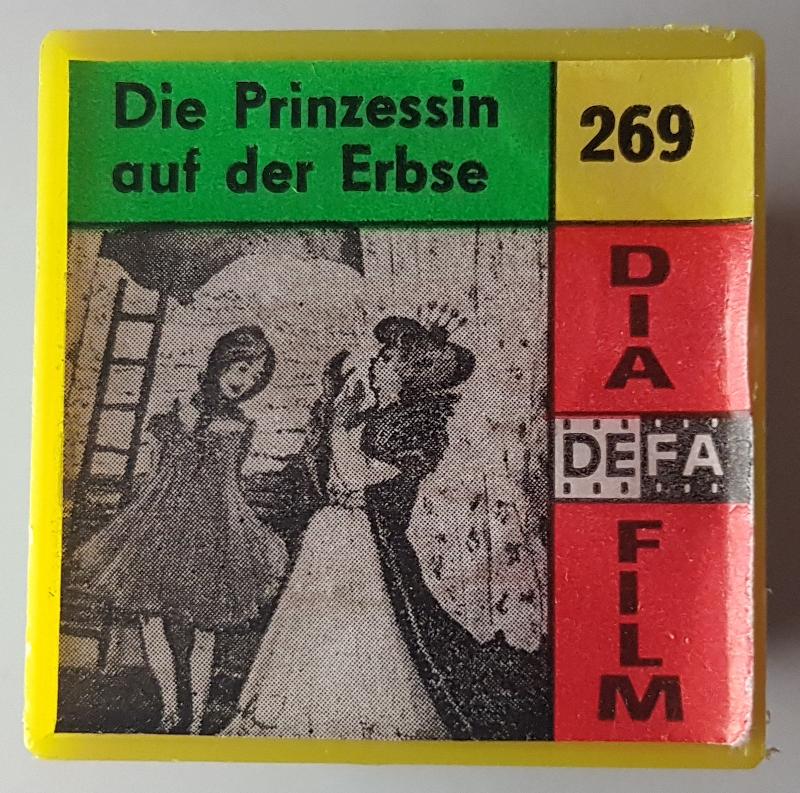 Die Prinzessin
auf der Erbse
269
DIA
DEFA
FILM